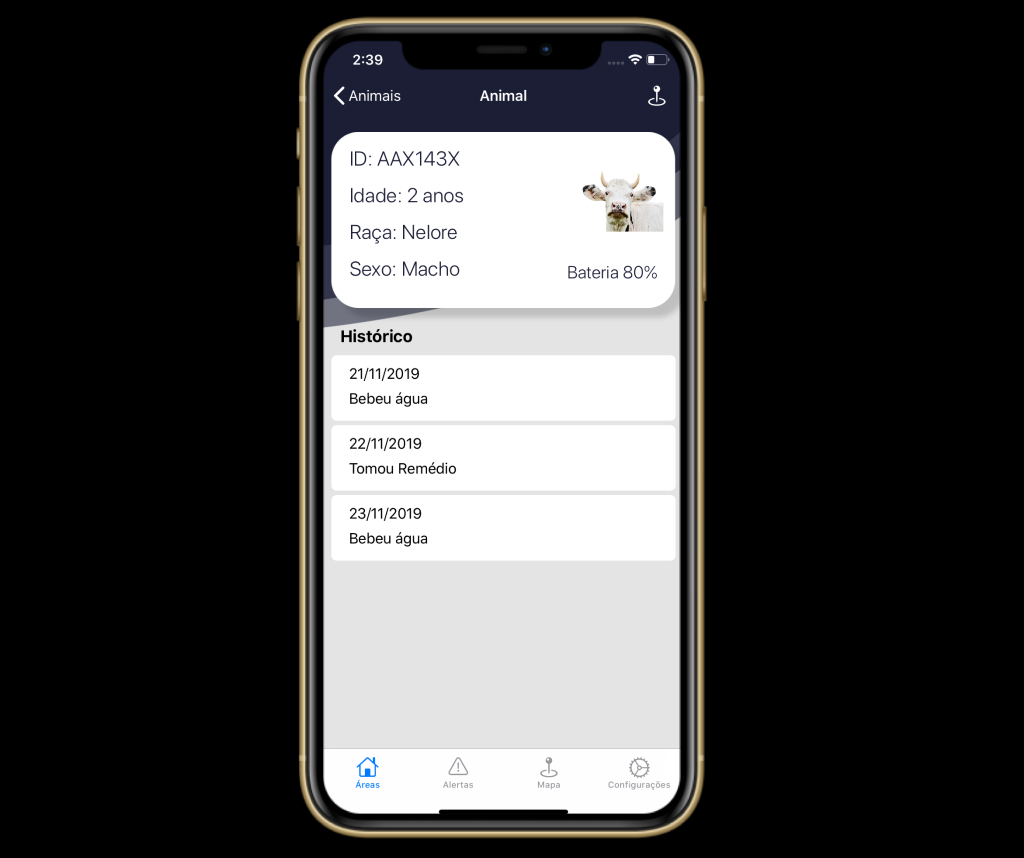 2:39
Animais
Animal
ID: AAX143X
Idade: 2 anos
Raça: Nelore
Sexo: Macho
Bateria 80%
Histórico
21/11/2019
Bebeu água
22/11/2019
Tomou Remédio
23/11/2019
Bebeu água
Áreas
Alertas
Mapa
Configurações